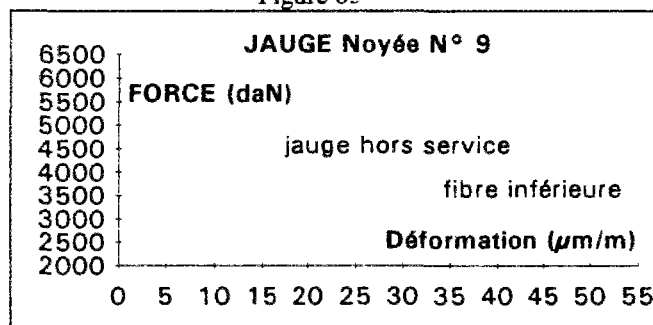 JAUGE Noyée N° 9
6500
6000
FORCE (daN)
5500
5000
4500
jauge hors service
4000
3500
fibre inférieure
3000
2500
Déformation (µm/m)
2000
0 5 10 15 20 25 30 35 40 45 50 55